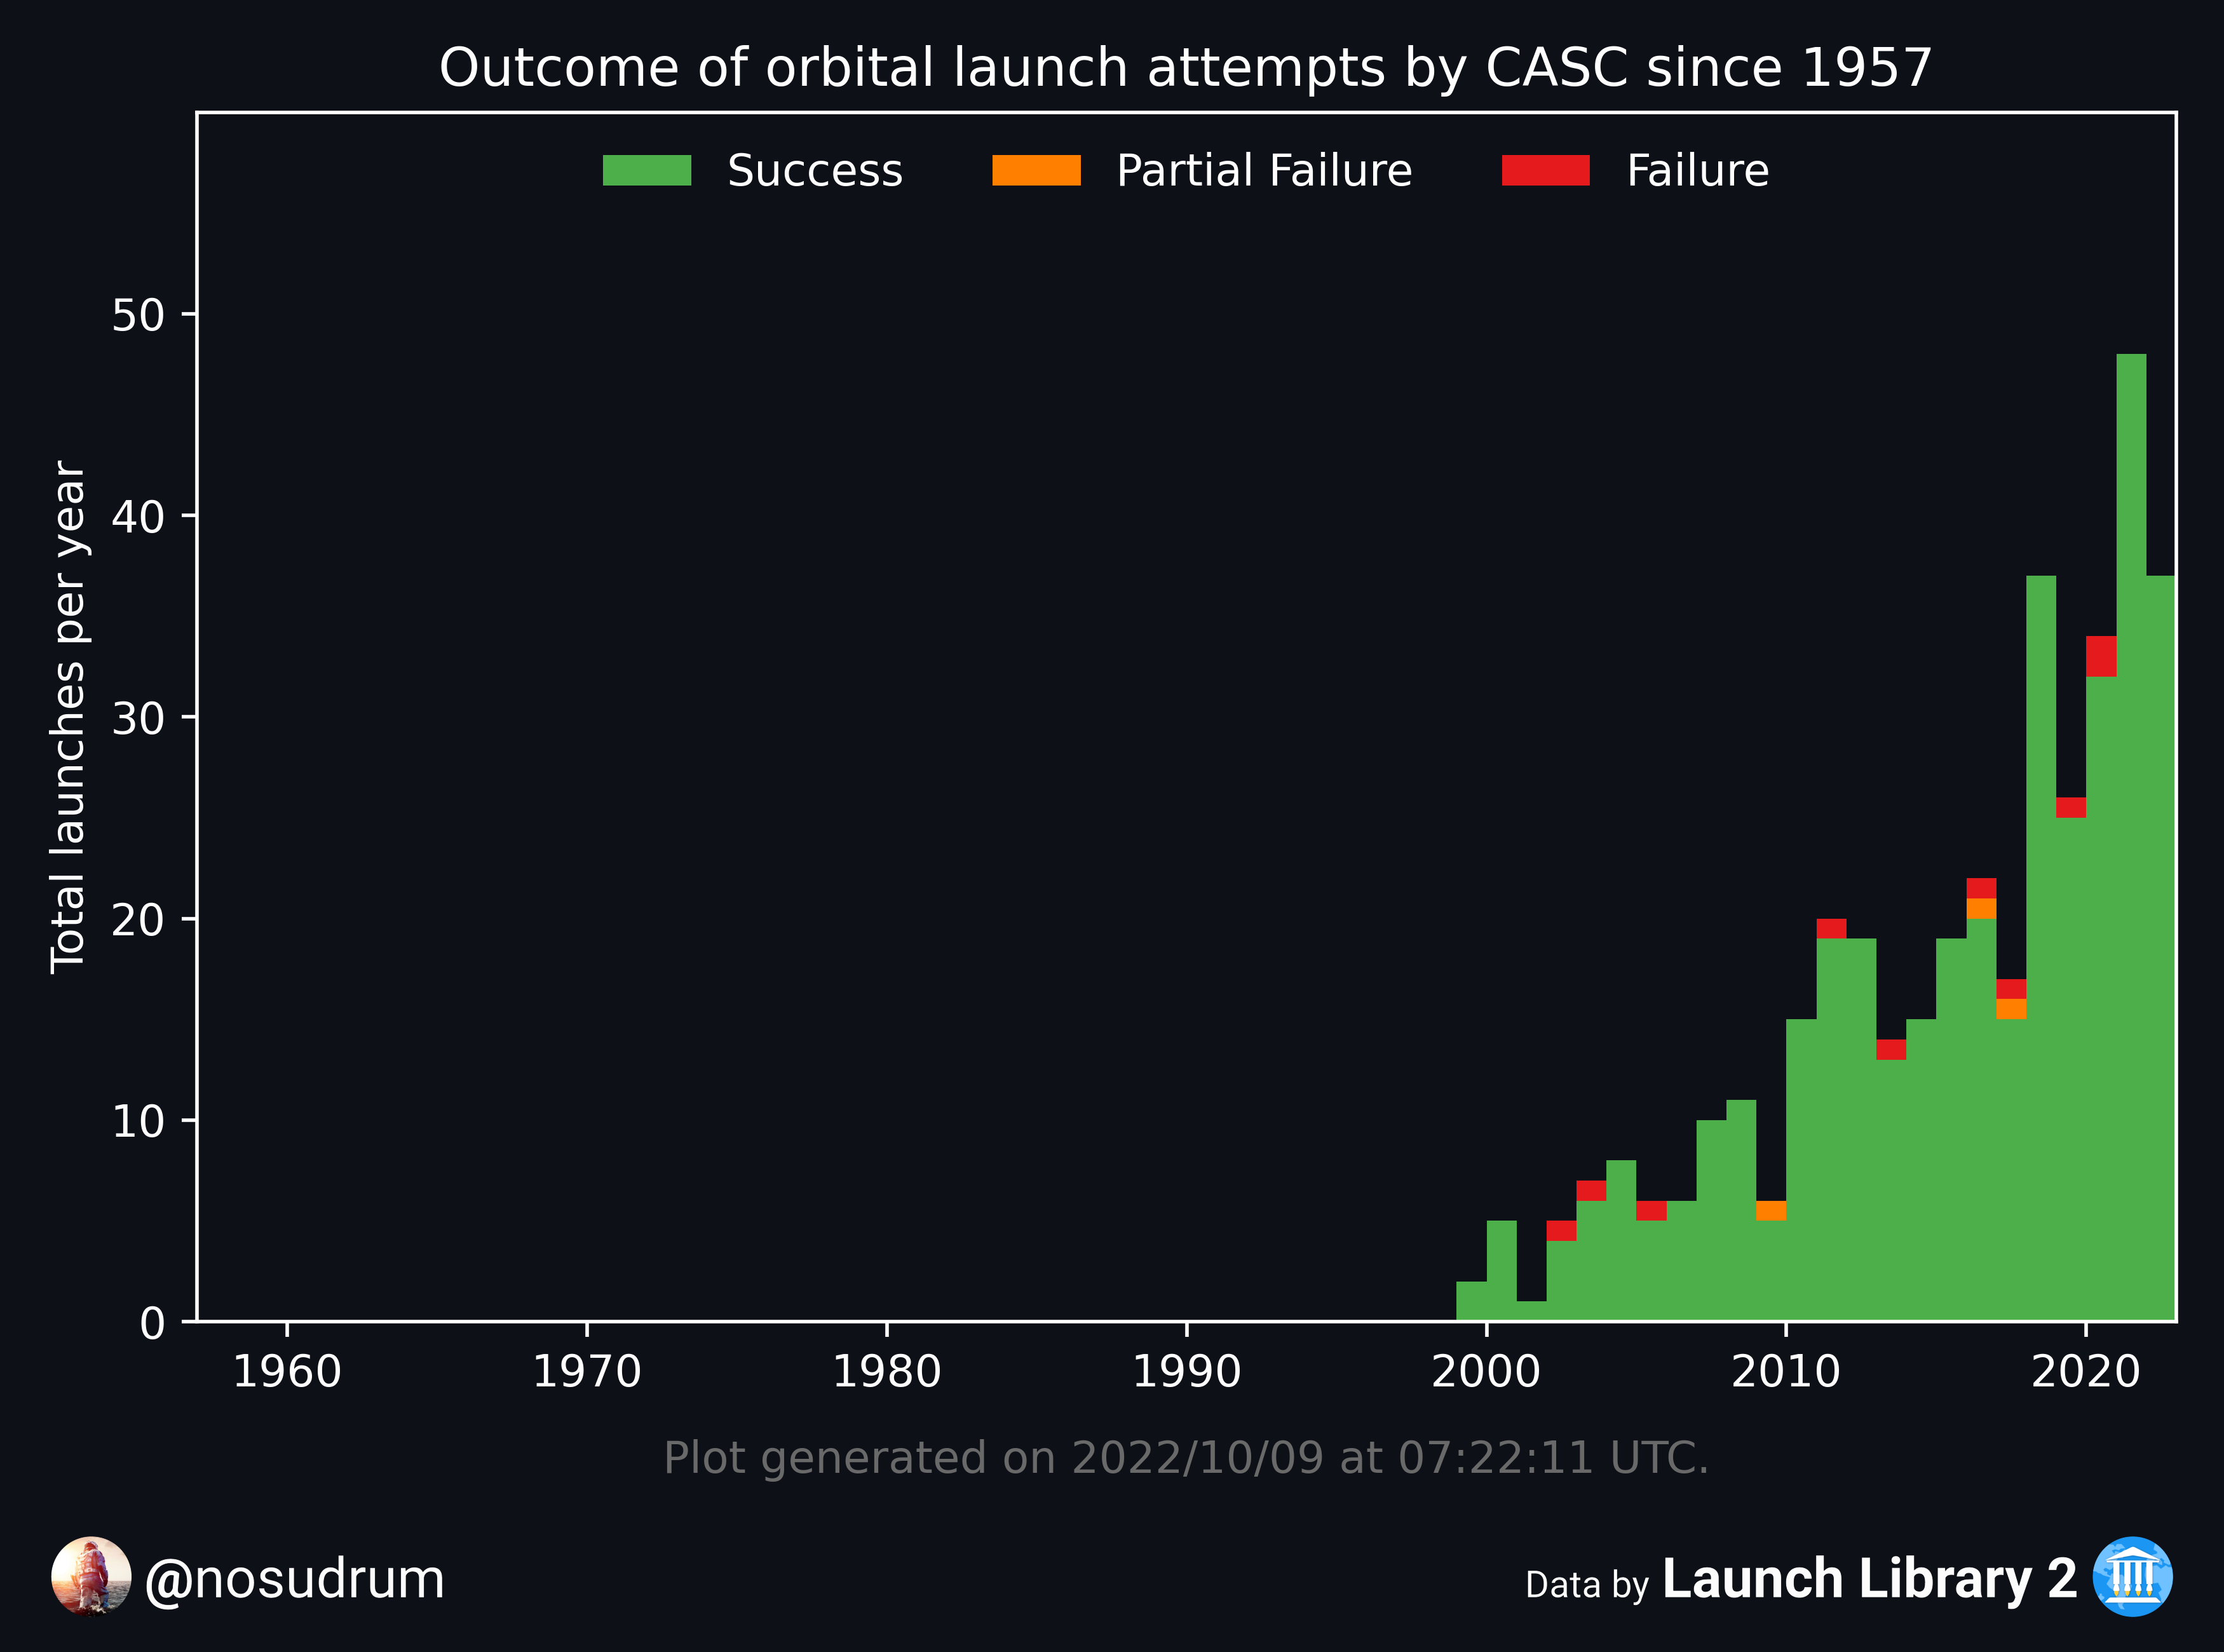 Outcome of orbital launch attempts by CASC since 1957
Success Partial Failure Failure
Total launches per year
50
40
30
20
10
0
1960 1970 1980 1990 2000 2010 2020
Plot generated on 2022/10/09 at 07:22:11 UTC.
@nosudrum
Data by Launch Library 2